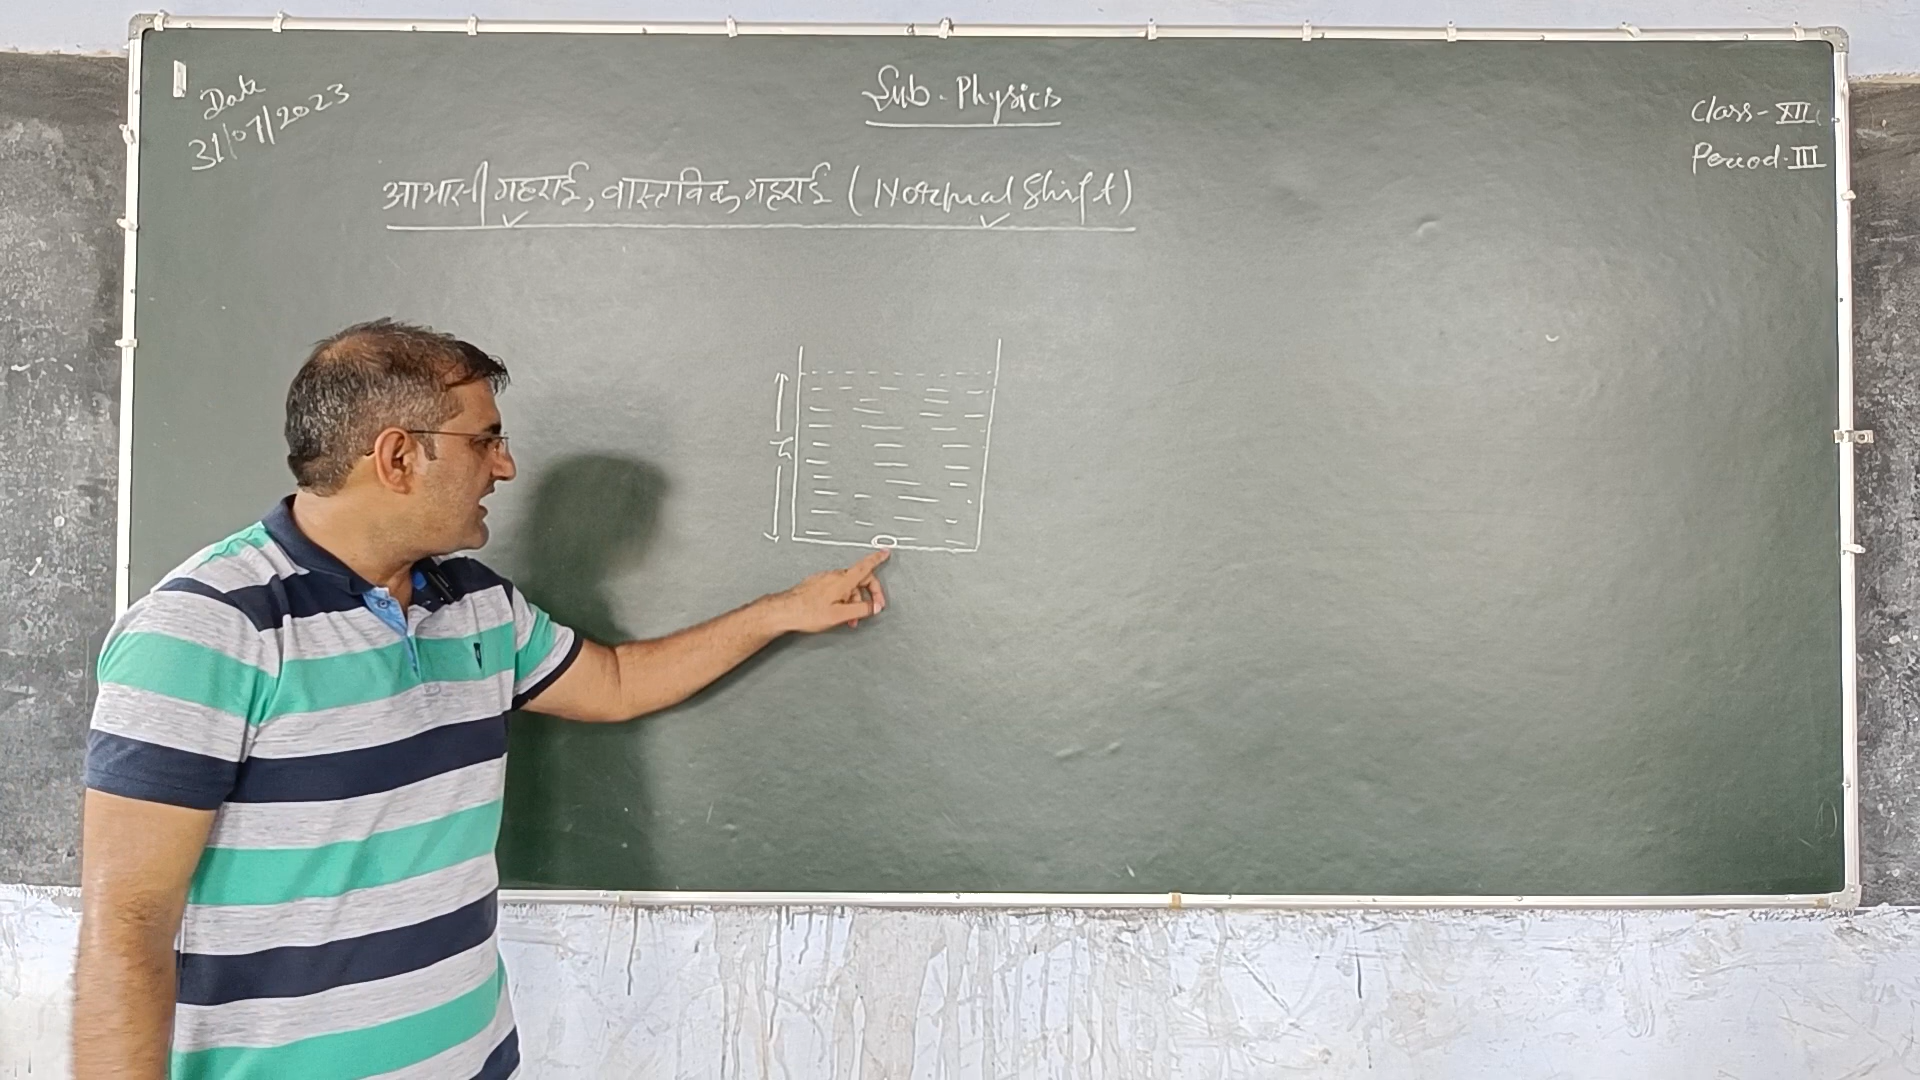 Date
31/07/2023
Sub. Physics
Class-XII
Period-III
आभासी गहराई, वास्तविक गहराई (Normal Shift)
h